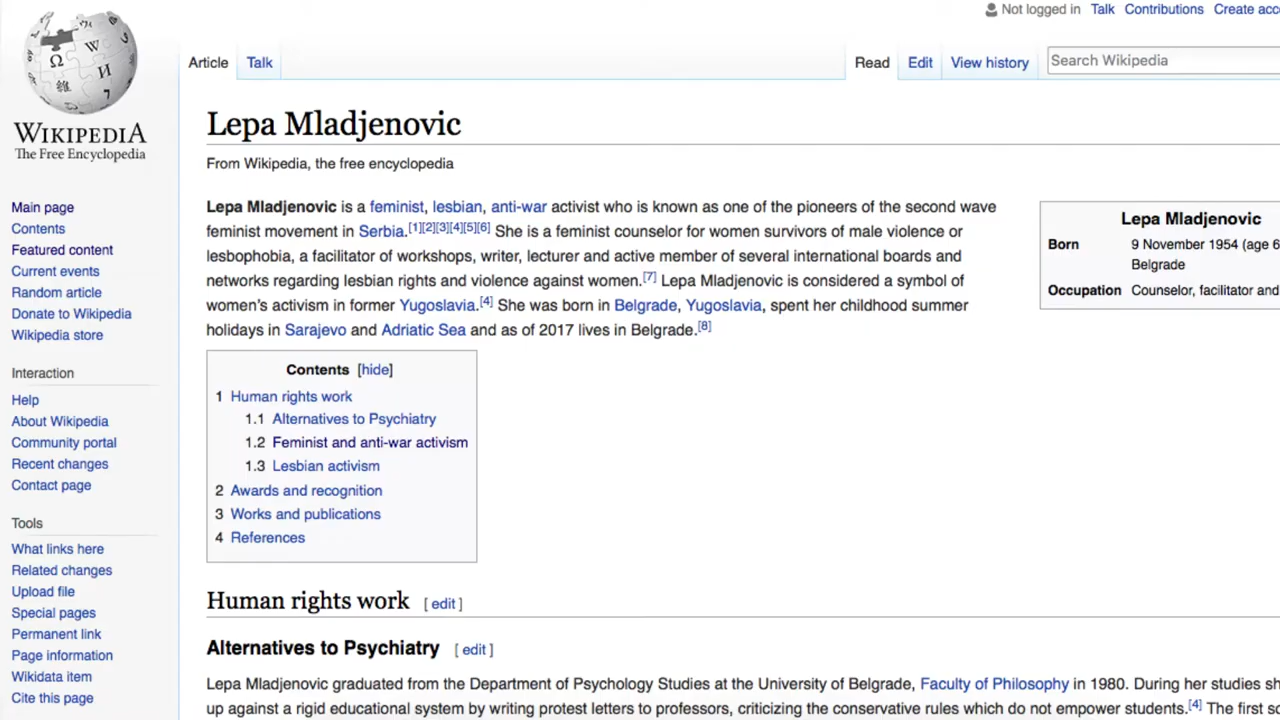 Not logged in Talk Contributions Create acc
Article Talk Read Edit View history Search Wikipedia
WIKIPEDIA
The Free Encyclopedia
Main page
Contents
Featured content
Current events
Random article
Donate to Wikipedia
Wikipedia store
Interaction
Help
About Wikipedia
Community portal
Recent changes
Contact page
Tools
What links here
Related changes
Upload file
Special pages
Permanent link
Page information
Wikidata item
Cite this page
Lepa Mladjenovic
From Wikipedia, the free encyclopedia
Lepa Mladjenovic is a feminist, lesbian, anti-war activist who is known as one of the pioneers of the second wave
feminist movement in Serbia.[1][2][3][4][5][6] She is a feminist counselor for women survivors of male violence or
lesbophobia, a facilitator of workshops, writer, lecturer and active member of several international boards and
networks regarding lesbian rights and violence against women.[7] Lepa Mladjenovic is considered a symbol of
women's activism in former Yugoslavia.[4] She was born in Belgrade, Yugoslavia, spent her childhood summer
holidays in Sarajevo and Adriatic Sea and as of 2017 lives in Belgrade.[8]
Lepa Mladjenovic
Born 9 November 1954 (age 6
Belgrade
Occupation Counselor, facilitator and
Contents [hide]
1 Human rights work
1.1 Alternatives to Psychiatry
1.2 Feminist and anti-war activism
1.3 Lesbian activism
2 Awards and recognition
3 Works and publications
4 References
Human rights work [ edit ]
Alternatives to Psychiatry [ edit ]
Lepa Mladjenovic graduated from the Department of Psychology Studies at the University of Belgrade, Faculty of Philosophy in 1980. During her studies sh
up against a rigid educational system by writing protest letters to professors, criticizing the conservative rules which do not empower students.[4] The first sc